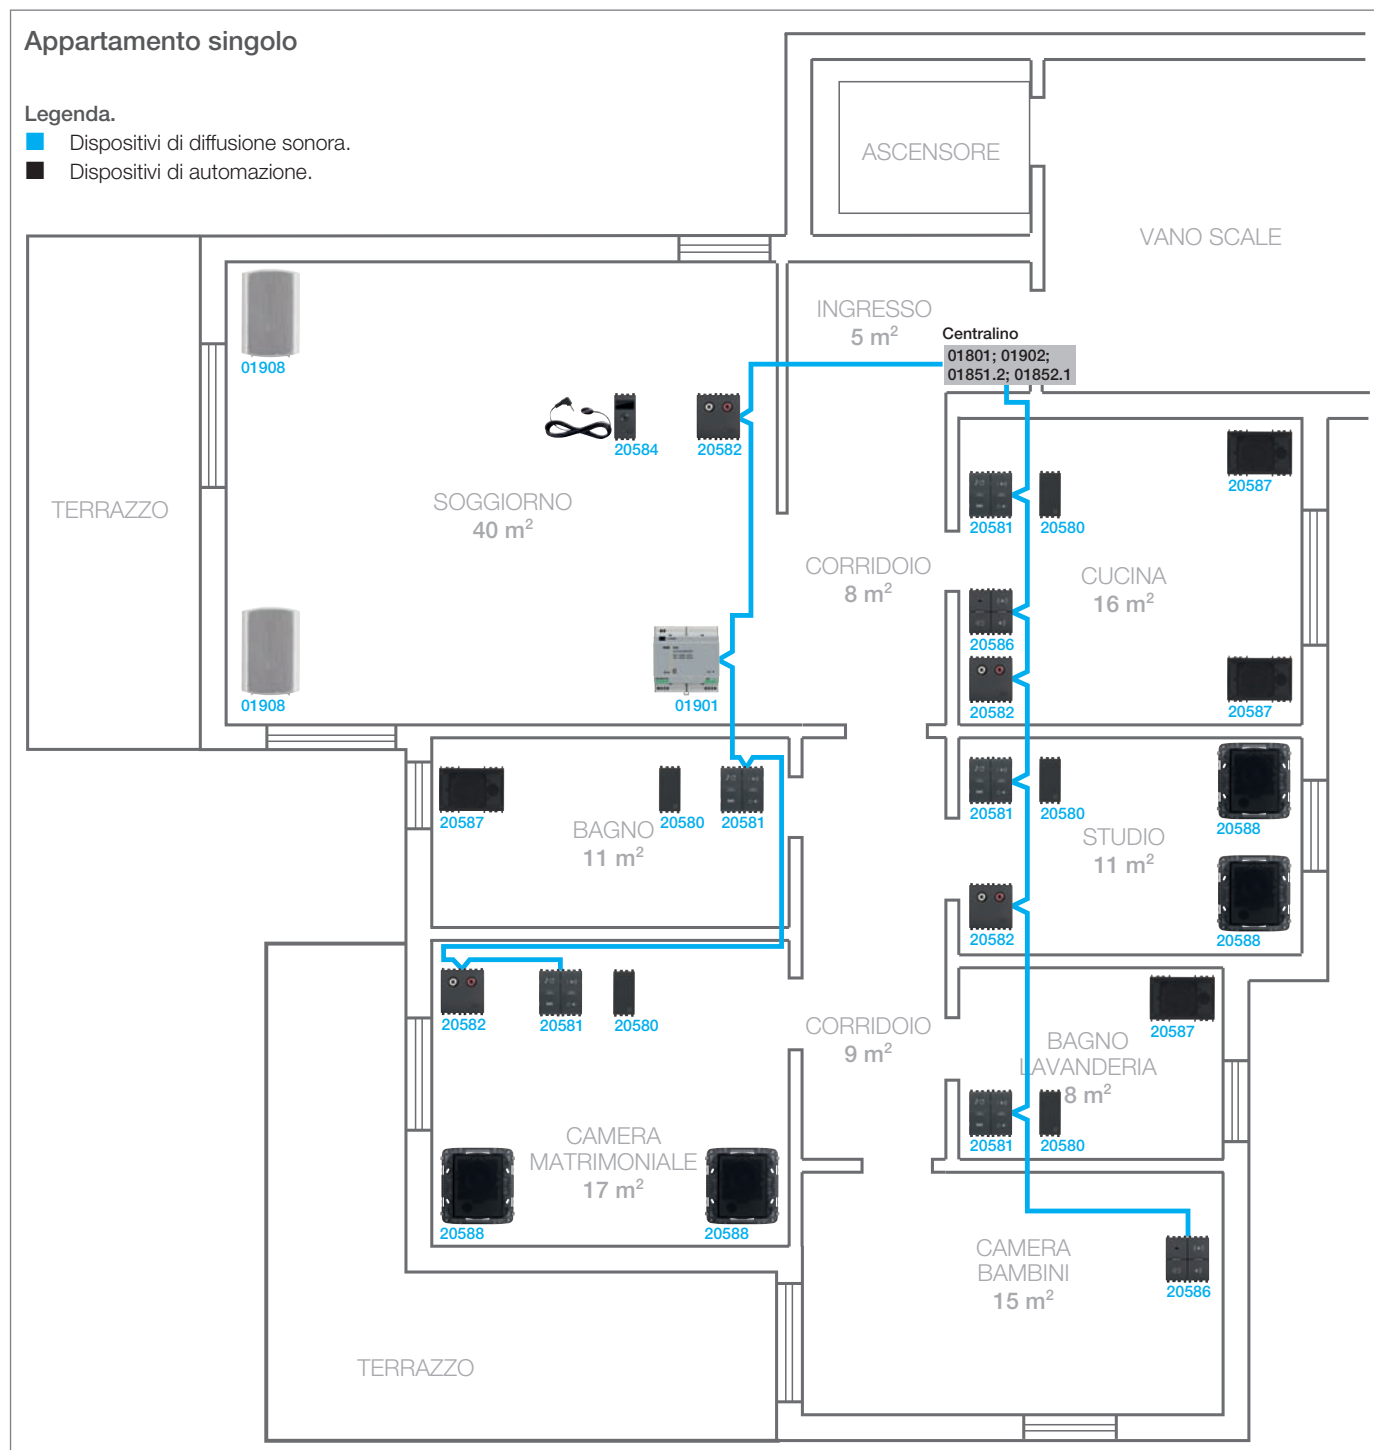 Appartamento singolo
Legenda.
Dispositivi di diffusione sonora.
Dispositivi di automazione.
ASCENSORE
VANO SCALE
INGRESSO
5 m²
Centralino
01801; 01902;
01851.2; 01852.1
01908
20584
20582
SOGGIORNO
40 m²
TERRAZZO
01908
01901
CORRIDOIO
8 m²
20587
20581
20580
CUCINA
16 m²
20586
20582
20587
20587
BAGNO
11 m²
20580
20581
20581
20580
STUDIO
11 m²
20588
20582
20588
20582
20581
20580
CORRIDOIO
9 m²
20587
BAGNO
LAVANDERIA
8 m²
20581
20580
CAMERA
MATRIMONIALE
17 m²
20588
20588
CAMERA
BAMBINI
15 m²
20586
TERRAZZO